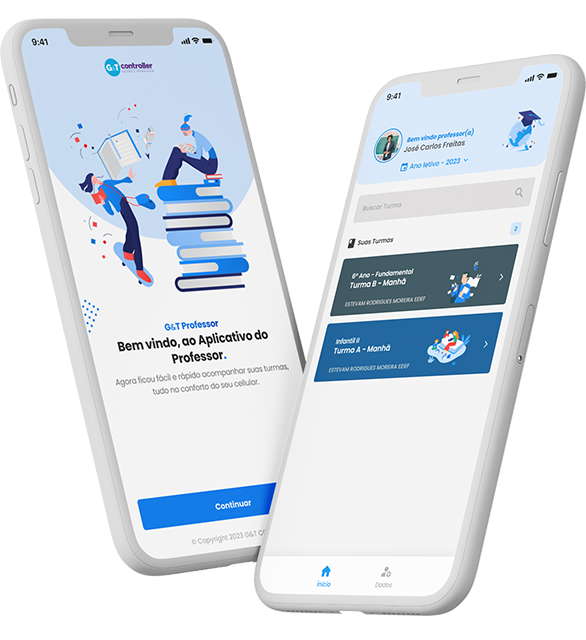 9:41
G&T controller
G&T Professor
Bem vindo, ao Aplicativo do
Professor.
Agora ficou fácil e rápido acompanhar suas turmas,
tudo no conforto do seu cellular.
Continuar
© Copyright 2023 G&T
9:41
Bem vindo professor(a)
José Carlos Freitas
Ano letivo - 2023
Buscar Turma
Suas Turmas
2
6º Ano - Fundamental
Turma B - Manhã
ESTEVAM RODRIGUES MOREIRA EEIEF
Infantil II
Turma A - Manhã
ESTEVAM RODRIGUES MOREIRA EEIEF
Início
Dados